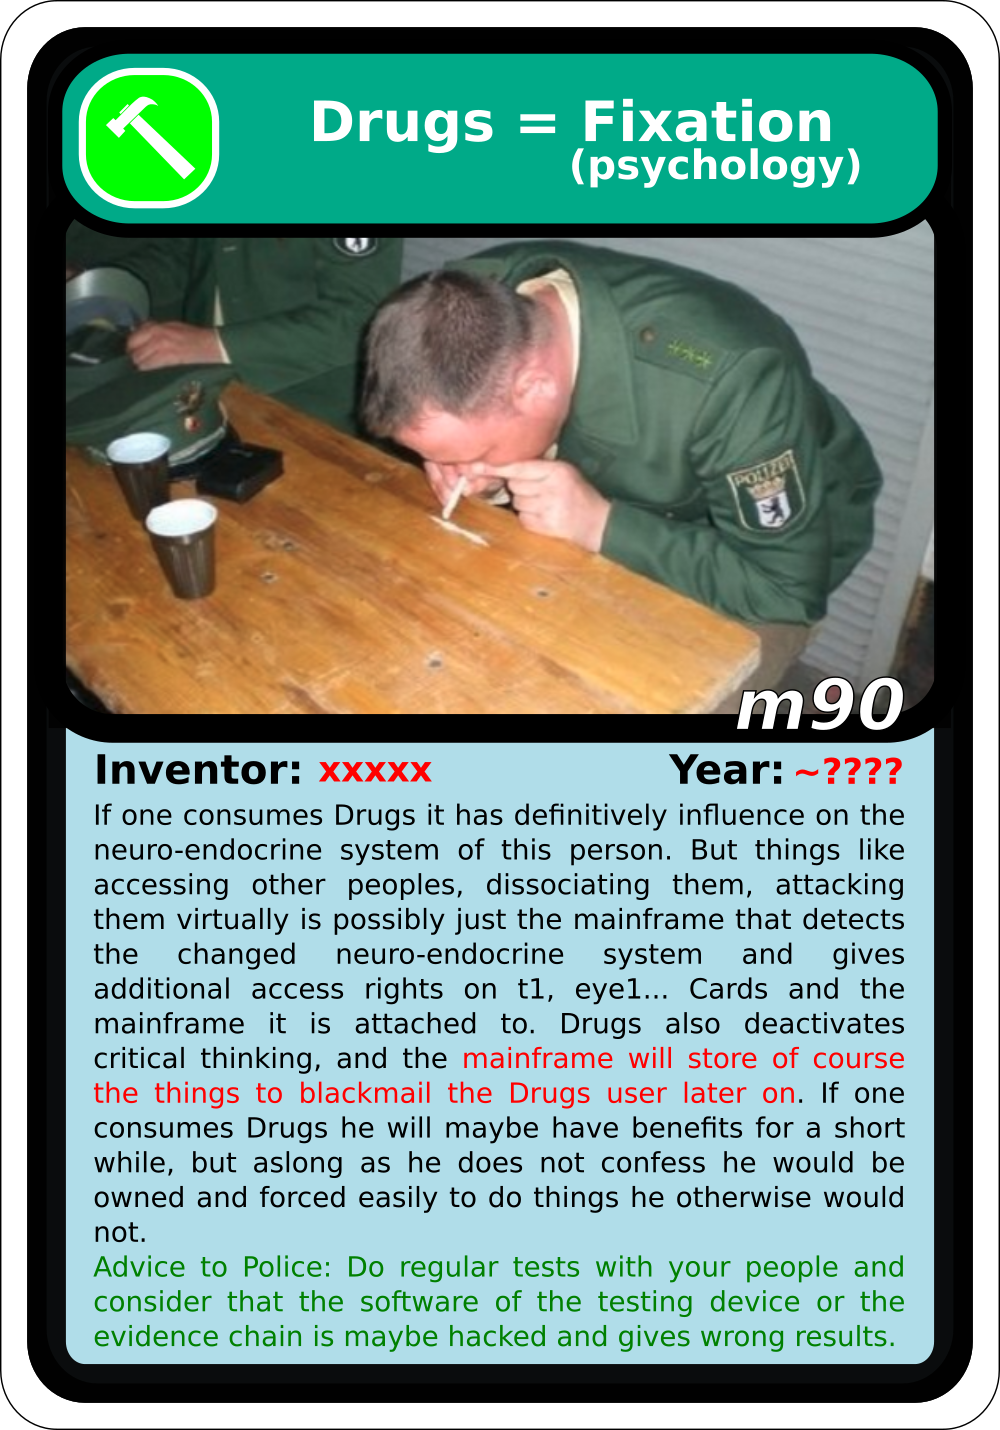 Drugs = Fixation
(psychology)
POLIZEI
m90
Inventor: xxxxx Year: ~????
If one consumes Drugs it has definitively influence on the
neuro-endocrine system of this person. But things like
accessing other peoples, dissociating them, attacking
them virtually is possibly just the mainframe that detects
the changed neuro-endocrine system and gives
additional access rights on t1, eye1... Cards and the
mainframe it is attached to. Drugs also deactivates
critical thinking, and the mainframe will store of course
the things to blackmail the Drugs user later on. If one
consumes Drugs he will maybe have benefits for a short
while, but aslong as he does not confess he would be
owned and forced easily to do things he otherwise would
not.
Advice to Police: Do regular tests with your people and
consider that the software of the testing device or the
evidence chain is maybe hacked and gives wrong results.